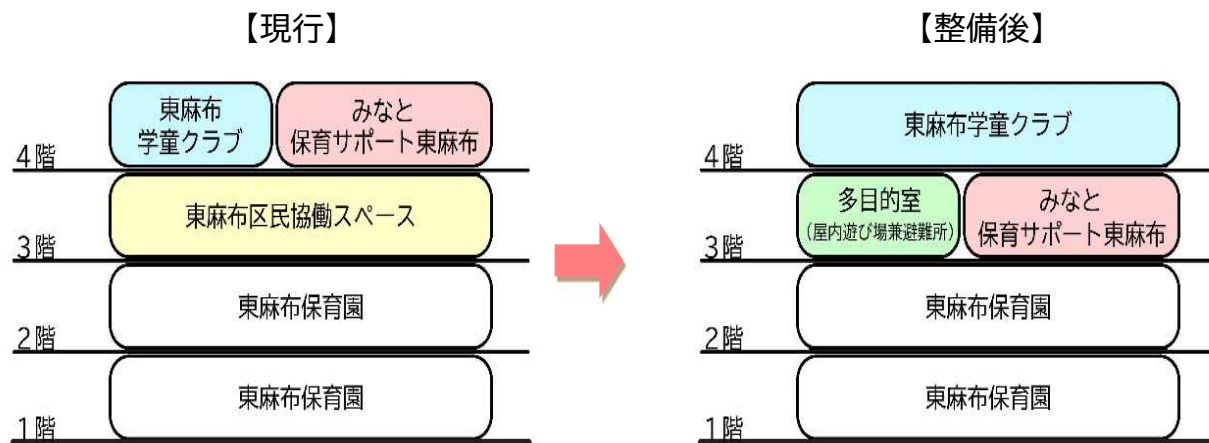 【現行】
東麻布
学童クラブ
みなと
保育サポート東麻布
4階
東麻布区民協働スペース
3階
東麻布保育園
2階
東麻布保育園
1階
【整備後】
東麻布学童クラブ
4階
多目的室
(屋内遊び場兼避難所)
みなと
保育サポート東麻布
3階
東麻布保育園
2階
東麻布保育園
1階